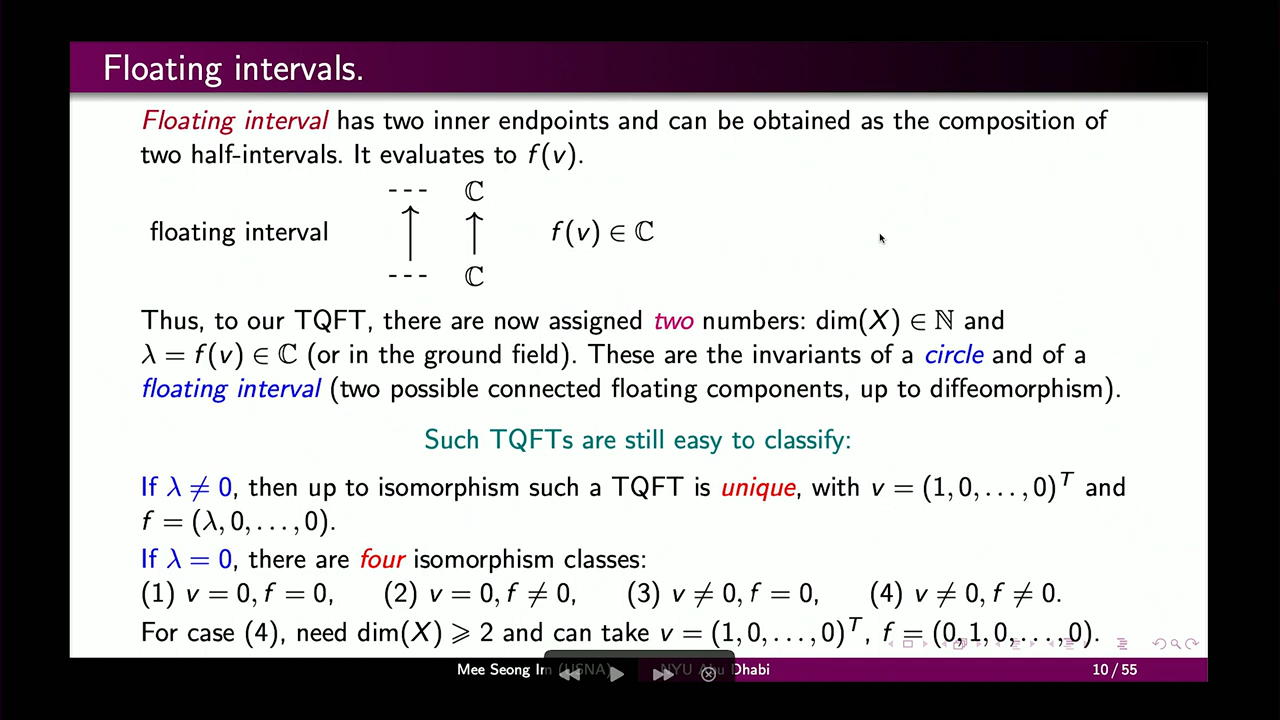 Floating intervals.
Floating interval has two inner endpoints and can be obtained as the composition of
two half-intervals. It evaluates to f(v).
--- ℂ
floating interval ↑ ↑ f(v) ∈ ℂ
--- ℂ
Thus, to our TQFT, there are now assigned two numbers: dim(X) ∈ ℕ and
λ = f(v) ∈ ℂ (or in the ground field). These are the invariants of a circle and of a
floating interval (two possible connected floating components, up to diffeomorphism).
Such TQFTs are still easy to classify:
If λ ≠ 0, then up to isomorphism such a TQFT is unique, with v = (1, 0, . . . , 0)ᵀ and
f = (λ, 0, . . . , 0).
If λ = 0, there are four isomorphism classes:
(1) v = 0, f = 0, (2) v = 0, f ≠ 0, (3) v ≠ 0, f = 0, (4) v ≠ 0, f ≠ 0.
For case (4), need dim(X) ⩾ 2 and can take v = (1, 0, . . . , 0)ᵀ, f = (0, 1, 0, . . . , 0).
Mee Seong Im (USNA) NYU Abu Dhabi 10 / 55